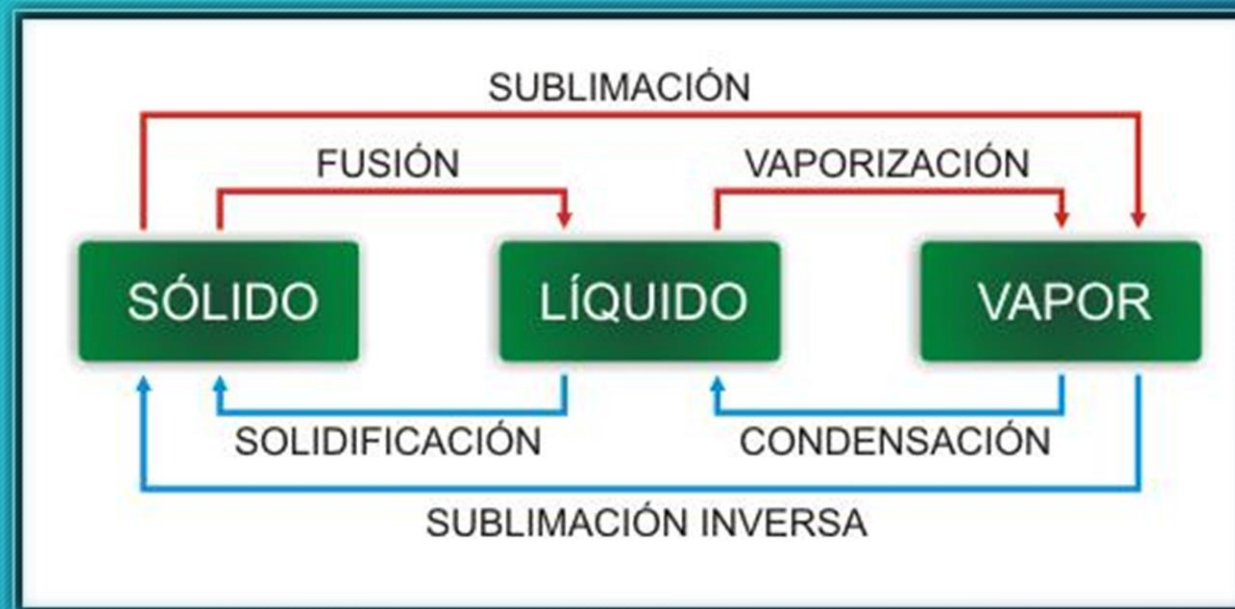 SUBLIMACIÓN
FUSIÓN
VAPORIZACIÓN
SÓLIDO
LÍQUIDO
VAPOR
SOLIDIFICACIÓN
CONDENSACIÓN
SUBLIMACIÓN INVERSA